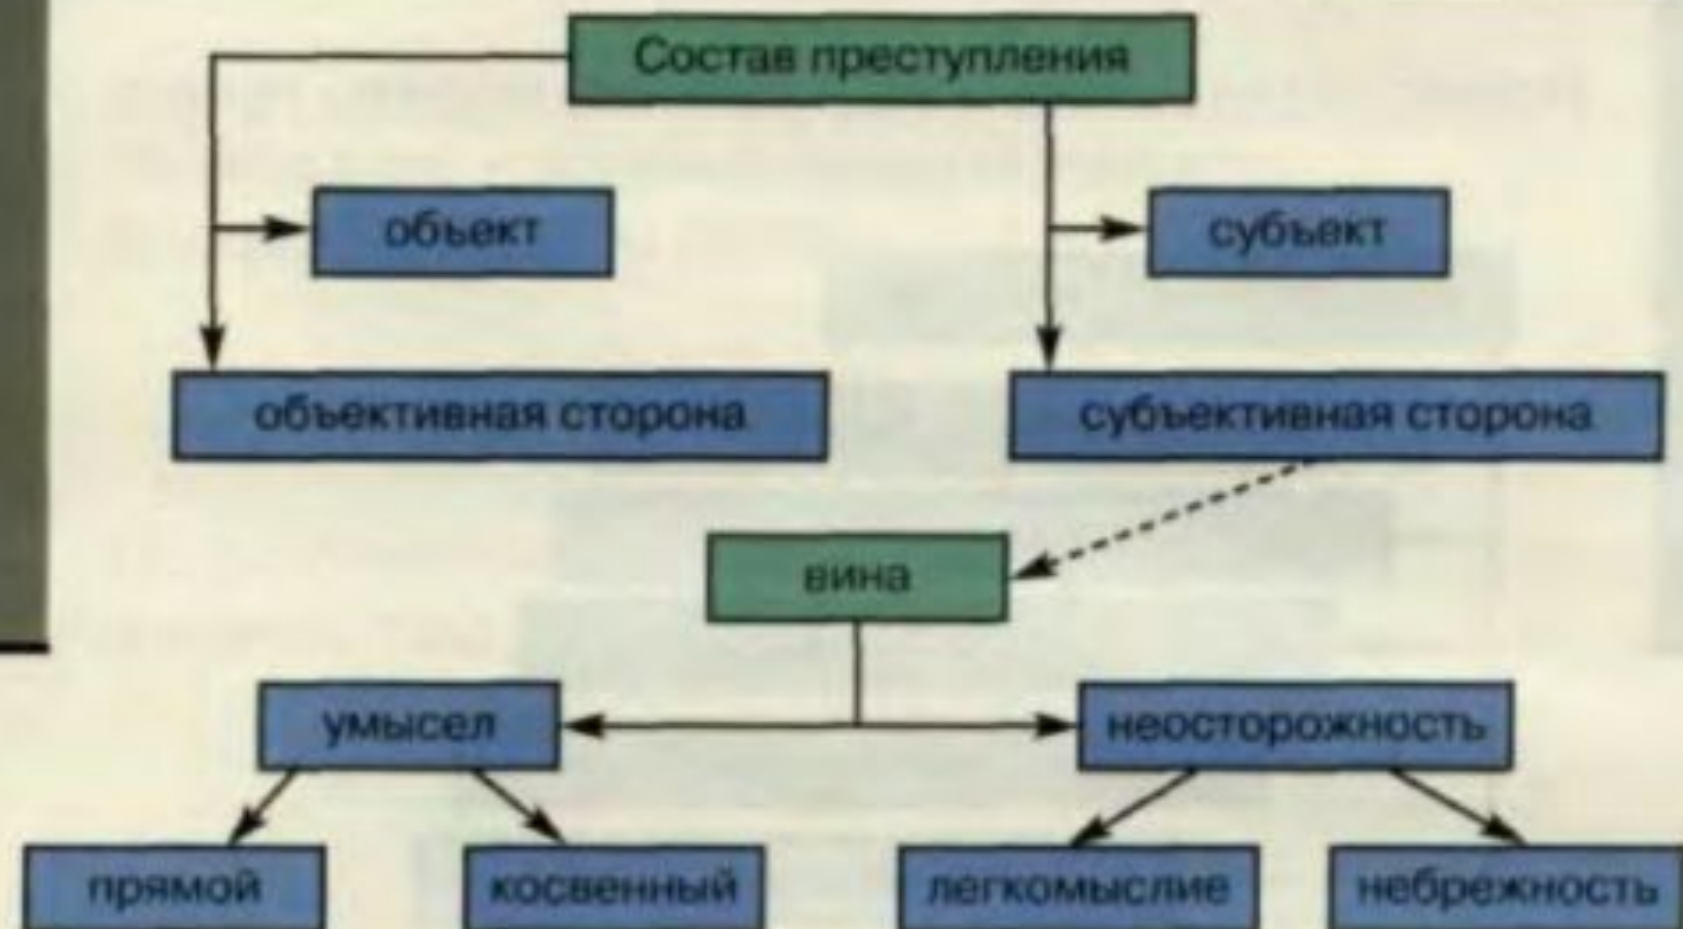 Состав преступления
объект
субъект
объективная сторона
субъективная сторона
вина
умысел
неосторожность
прямой
косвенный
легкомыслие
небрежность